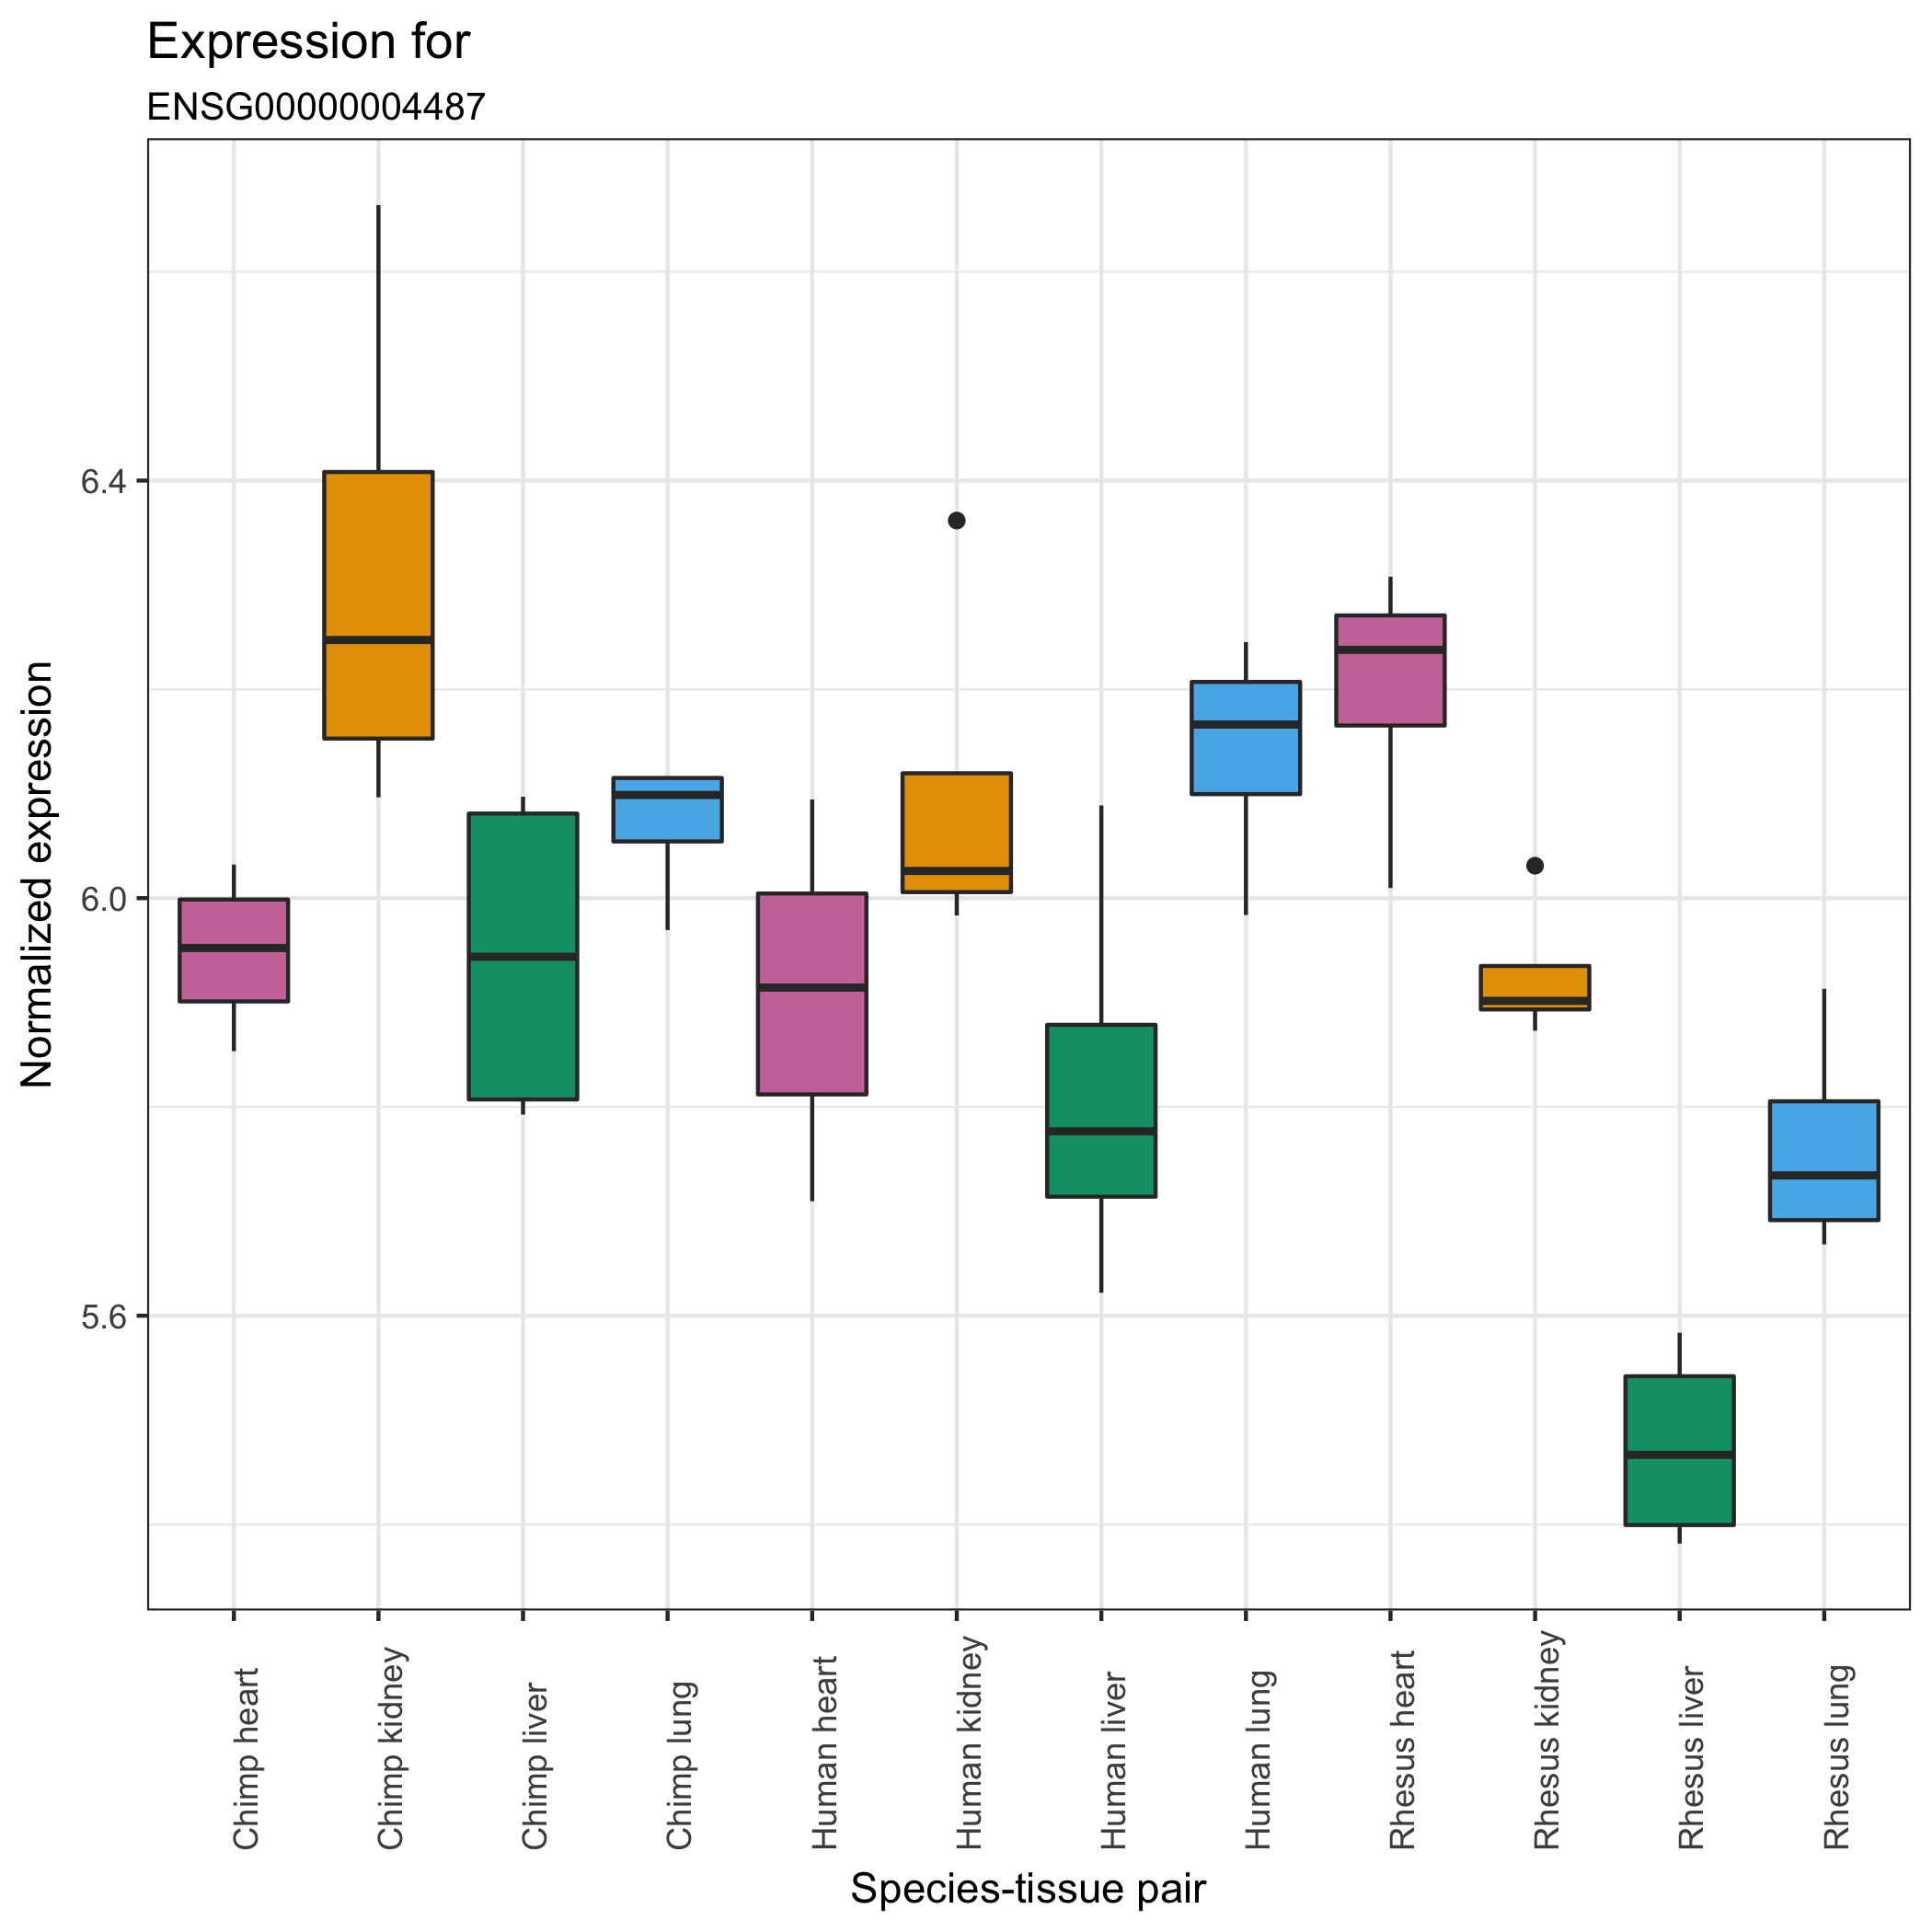 Expression for
ENSG00000004487
Normalized expression
6.4
6.0
5.6
Chimp heart
Chimp kidney
Chimp liver
Chimp lung
Human heart
Human kidney
Human liver
Human lung
Rhesus heart
Rhesus kidney
Rhesus liver
Rhesus lung
Species-tissue pair